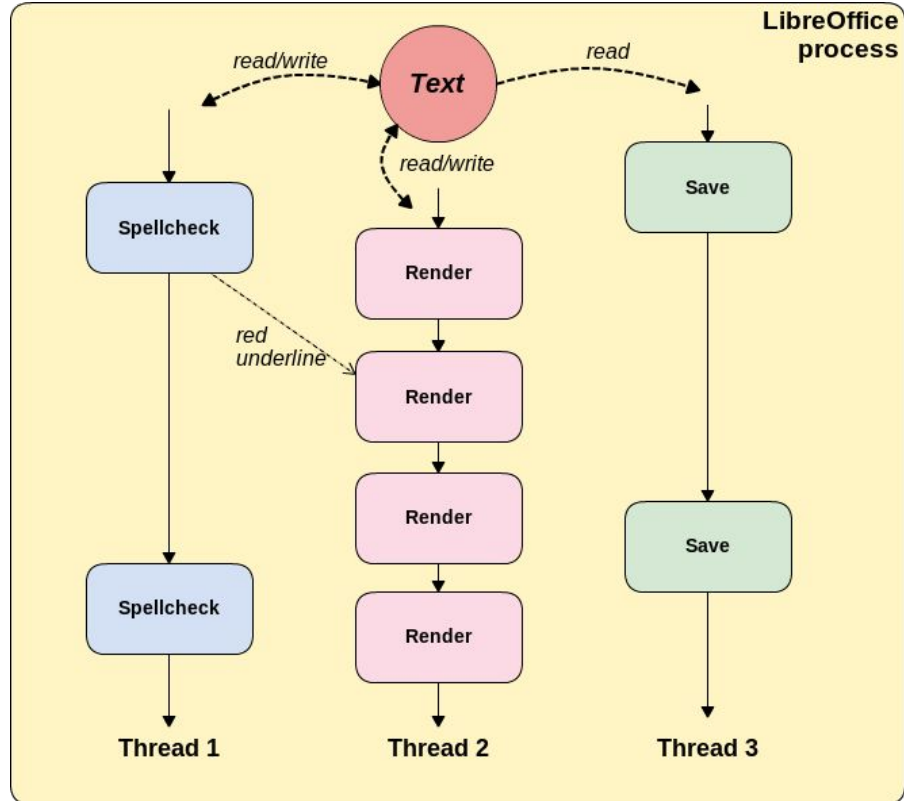 LibreOffice
process
read/write
Text
read
read/write
Save
Spellcheck
Render
red
underline
Render
Render
Save
Spellcheck
Render
Thread 1
Thread 2
Thread 3